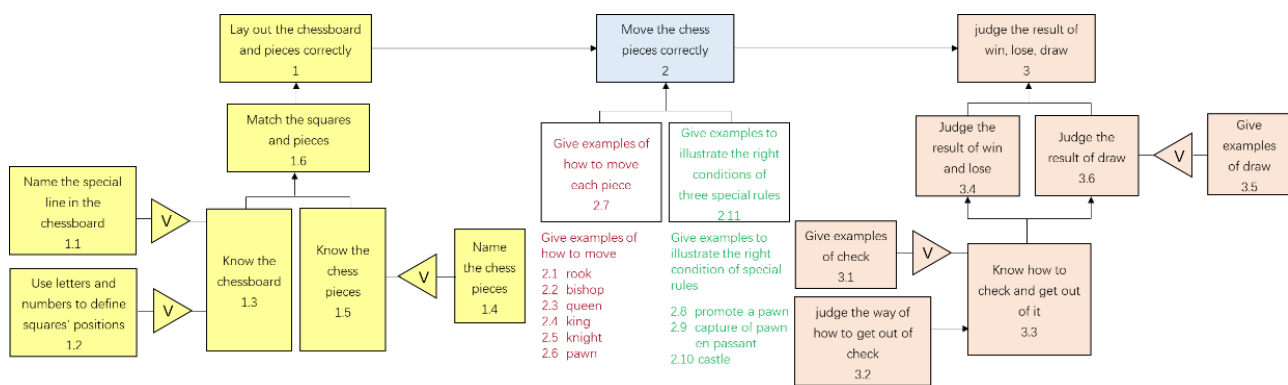 Lay out the chessboard
and pieces correctly
1
Move the chess
pieces correctly
2
judge the result of
win, lose, draw
3
Match the squares
and pieces
1.6
Give examples of
how to move
each piece
2.7
Give examples to
illustrate the right
conditions of
three special rules
2.11
Judge the
result of win
and lose
3.4
Judge the
result of draw
3.6
V
Give
examples
of draw
3.5
Name the special
line in the
chessboard
1.1
V
Use letters and
numbers to define
squares' positions
1.2
V
Know the
chessboard
1.3
Know the
chess
pieces
1.5
V
Name
the chess
pieces
1.4
Give examples of
how to move
2.1 rook
2.2 bishop
2.3 queen
2.4 king
2.5 knight
2.6 pawn
Give examples to
illustrate the right
condition of special
rules
2.8 promote a pawn
2.9 capture of pawn
en passant
2.10 castle
Give examples
of check
3.1
V
judge the way of
how to get out of
check
3.2
Know how to
check and get out
of it
3.3